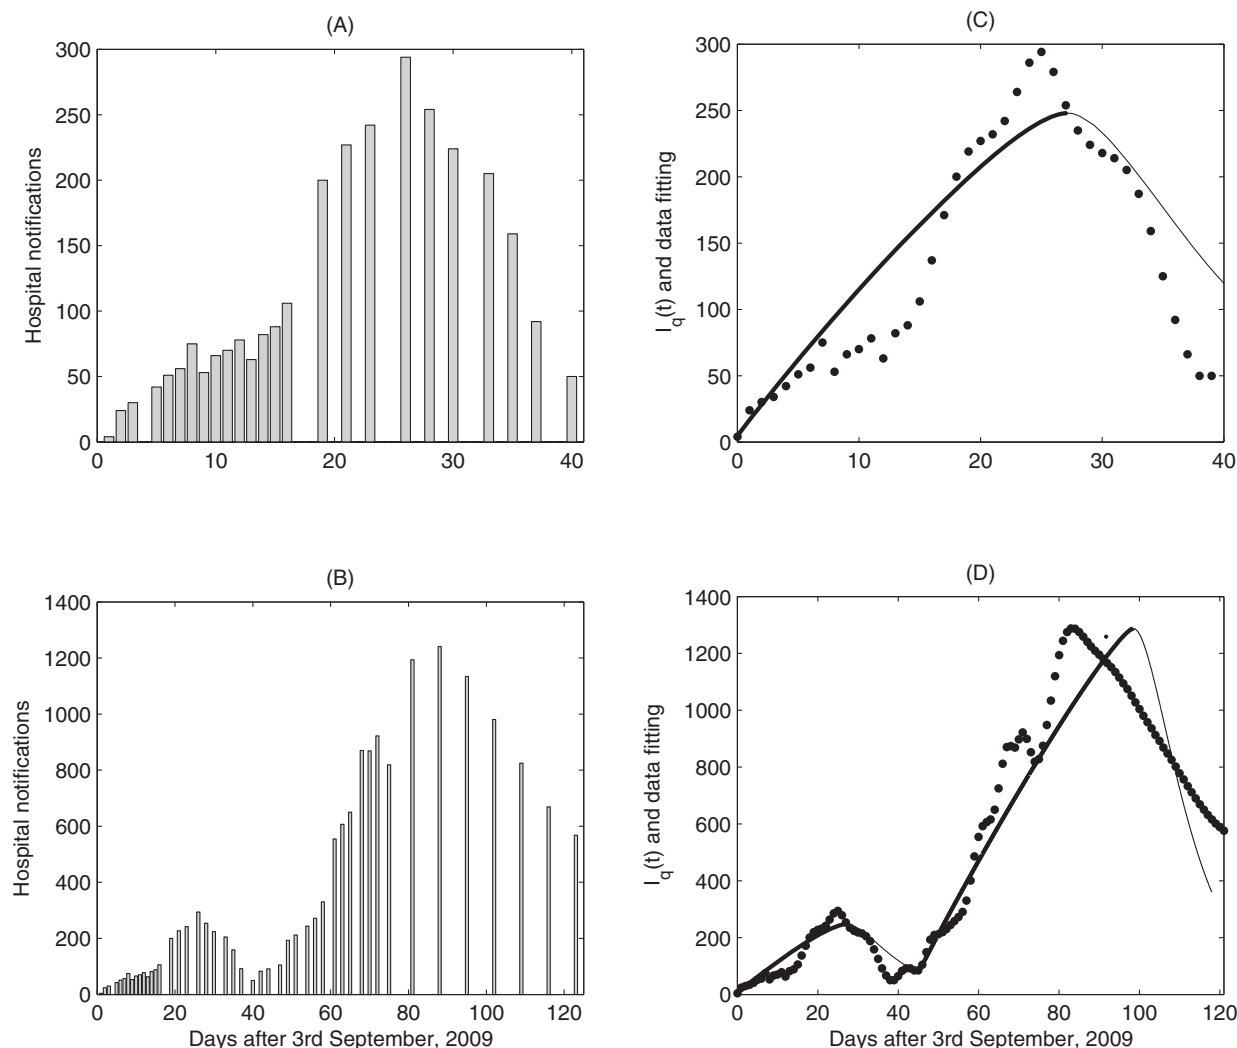 (A)
300
250
200
150
100
50
0
0 10 20 30 40
Hospital notifications
(C)
300
250
200
150
100
50
0
0 10 20 30 40
I_q(t) and data fitting
(B)
1400
1200
1000
800
600
400
200
0
0 20 40 60 80 100 120
Hospital notifications
Days after 3rd September, 2009
(D)
1400
1200
1000
800
600
400
200
0
0 20 40 60 80 100 120
I_q(t) and data fitting
Days after 3rd September, 2009